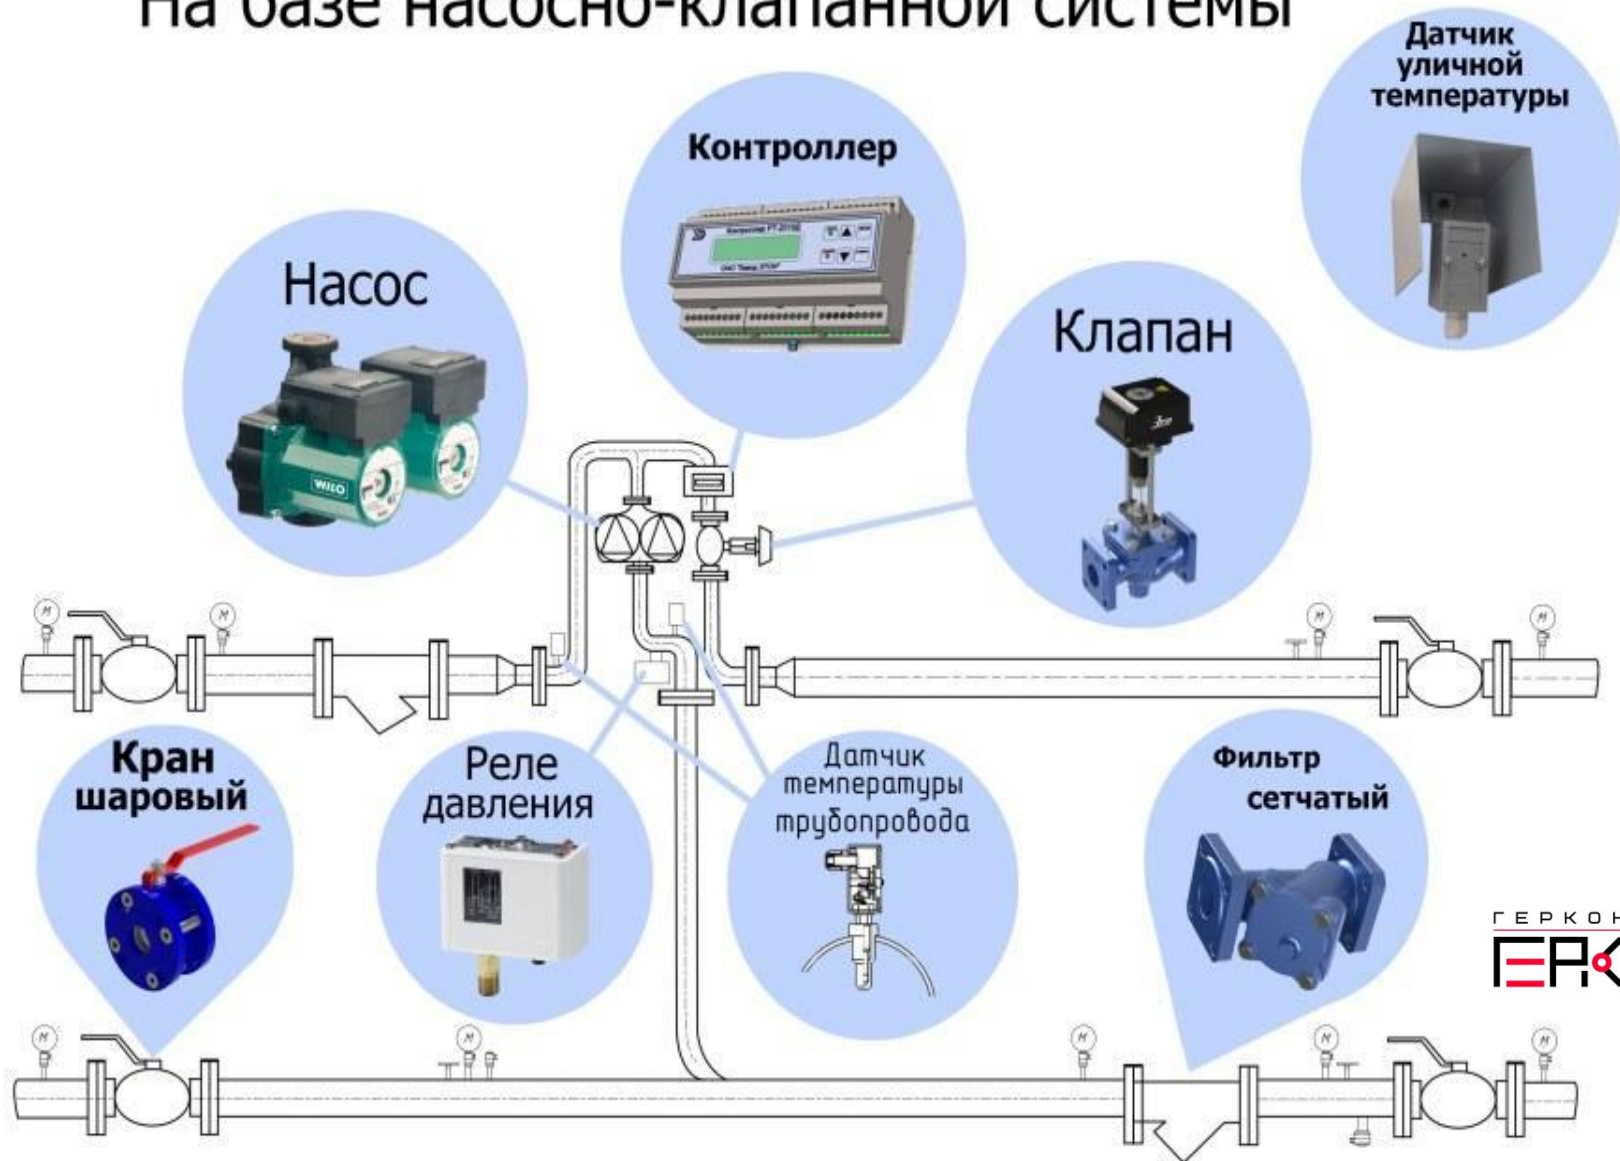 На базе насосно-клапанной системы
Датчик
уличной
температуры
Контроллер
Насос
WILO
Клапан
М
М
М
М
Кран
шаровый
Реле
давления
Датчик
температуры
трубопровода
Фильтр
сетчатый
ГЕРКОН
М
М
М
М
М